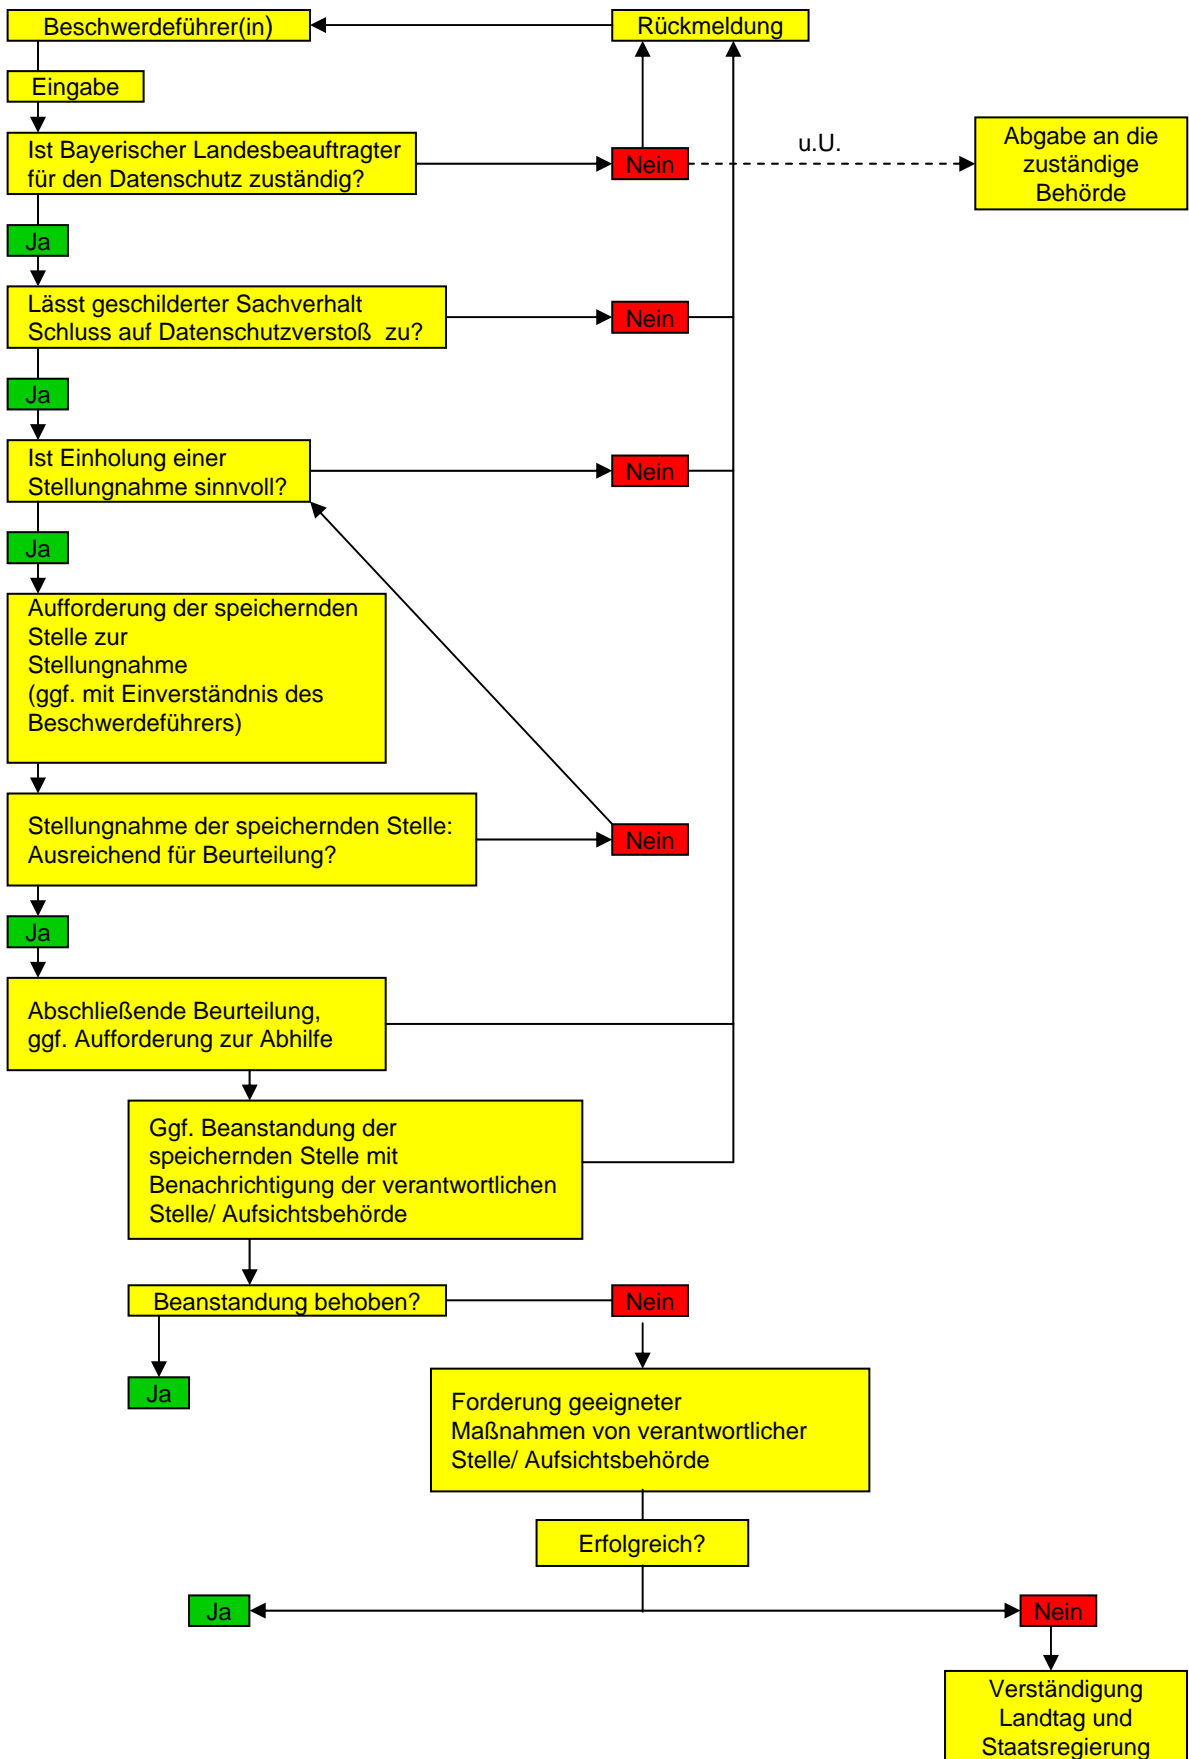 Beschwerdeführer(in)
Rückmeldung
Eingabe
Ist Bayerischer Landesbeauftragter
für den Datenschutz zuständig?
Nein
u.U.
Abgabe an die
zuständige
Behörde
Ja
Lässt geschilderter Sachverhalt
Schluss auf Datenschutzverstoß  zu?
Nein
Ja
Ist Einholung einer
Stellungnahme sinnvoll?
Nein
Ja
Aufforderung der speichernden
Stelle zur
Stellungnahme
(ggf. mit Einverständnis des
Beschwerdeführers)
Stellungnahme der speichernden Stelle:
Ausreichend für Beurteilung?
Nein
Ja
Abschließende Beurteilung,
ggf. Aufforderung zur Abhilfe
Ggf. Beanstandung der
speichernden Stelle mit
Benachrichtigung der verantwortlichen
Stelle/ Aufsichtsbehörde
Beanstandung behoben?
Nein
Ja
Forderung geeigneter
Maßnahmen von verantwortlicher
Stelle/ Aufsichtsbehörde
Erfolgreich?
Ja
Nein
Verständigung
Landtag und
Staatsregierung